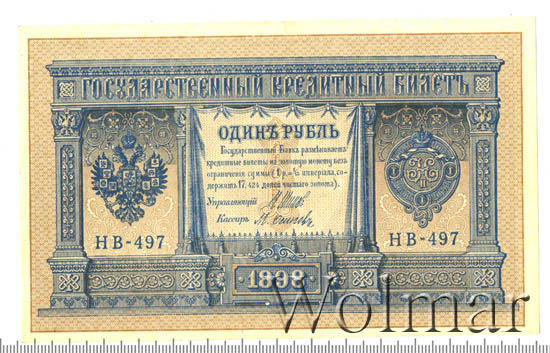 ГОСУДАРСТВЕННЫЙ КРЕДИТНЫЙ БИЛЕТЪ
ОДИНЪ РУБЛЬ
Государственный Банкъ размѣниваетъ
кредитные билеты на золотую монету безъ
ограниченія суммы (1 р. = 1/15 имперіала, со-
держитъ 17,424 долей чистаго золота).
Управляющій
Кассиръ
НВ-497
НВ-497
1898
Wolmar